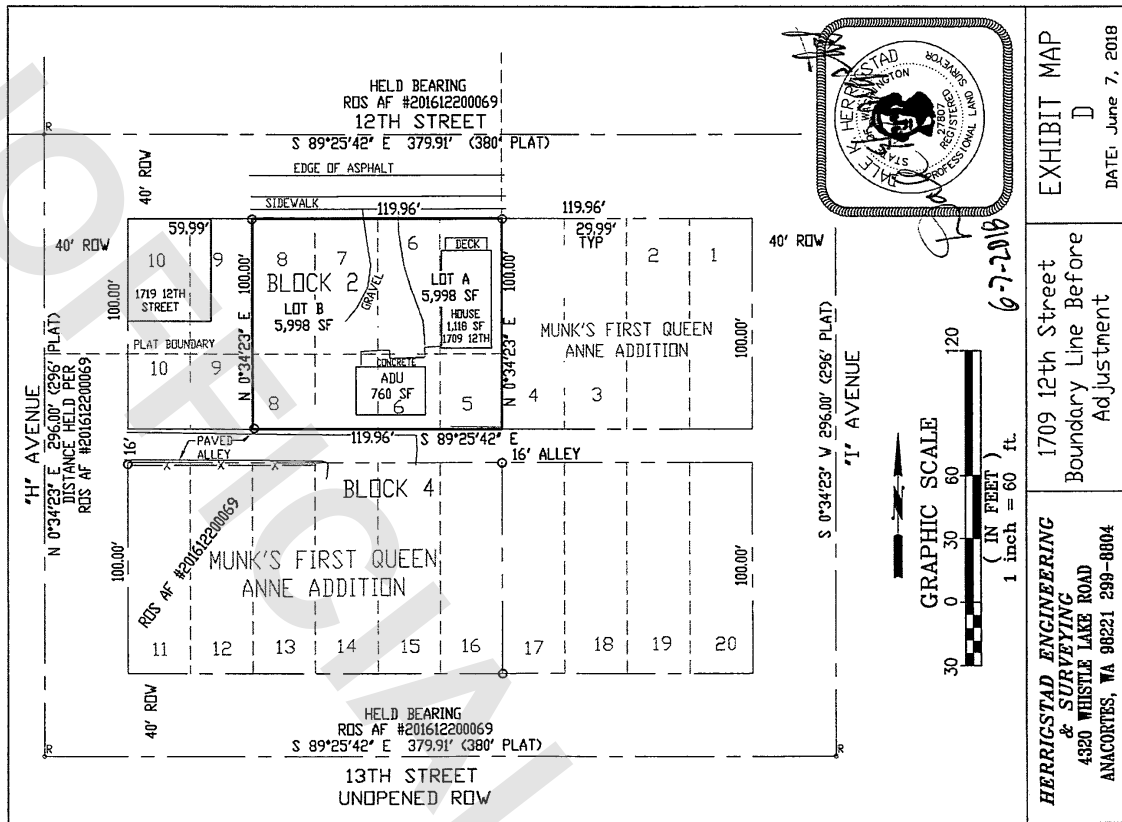 HELD BEARING
ROS AF #201612200069
12TH STREET
S 89°25'42" E 379.91' (380' PLAT)
EDGE OF ASPHALT
SIDEWALK
119.96'
119.96'
40' ROW
40' ROW
59.99'
29.99'
TYP
40' ROW
10
9
8
7
6
DECK
2
1
1719 12TH
STREET
BLOCK 2
LOT B
5,998 SF
GRAVEL
LOT A
5,998 SF
HOUSE
1,118 SF
1709 12TH
100.00'
100.00'
100.00'
N 0°34'23" E
N 0°34'23" E
MUNK'S FIRST QUEEN
ANNE ADDITION
100.00'
PLAT BOUNDARY
10
9
8
CONCRETE
ADU
760 SF
6
5
4
3
"H" AVENUE
N 0°34'23" E 296.00' (296' PLAT)
DISTANCE HELD PER
ROS AF #201612200069
"I" AVENUE
S 0°34'23" W 296.00' (296' PLAT)
16'
PAVED
ALLEY
119.96'
S 89°25'42" E
16' ALLEY
X X X
BLOCK 4
ROS AF #201612200069
MUNK'S FIRST QUEEN
ANNE ADDITION
100.00'
100.00'
11
12
13
14
15
16
17
18
19
20
40' ROW
HELD BEARING
ROS AF #201612200069
S 89°25'42" E 379.91' (380' PLAT)
13TH STREET
UNOPENED ROW
R
R
R
R
DALE K. HERRIGSTAD
STATE OF WASHINGTON
27807
REGISTERED
PROFESSIONAL LAND SURVEYOR
6-7-2018
N
GRAPHIC SCALE
30 0 30 60 120
( IN FEET )
1 inch = 60 ft.
EXHIBIT MAP
D
DATE: June 7, 2018
1709 12th Street
Boundary Line Before
Adjustment
HERRIGSTAD ENGINEERING
& SURVEYING
4320 WHISTLE LAKE ROAD
ANACORTES, WA 98221 299-8804